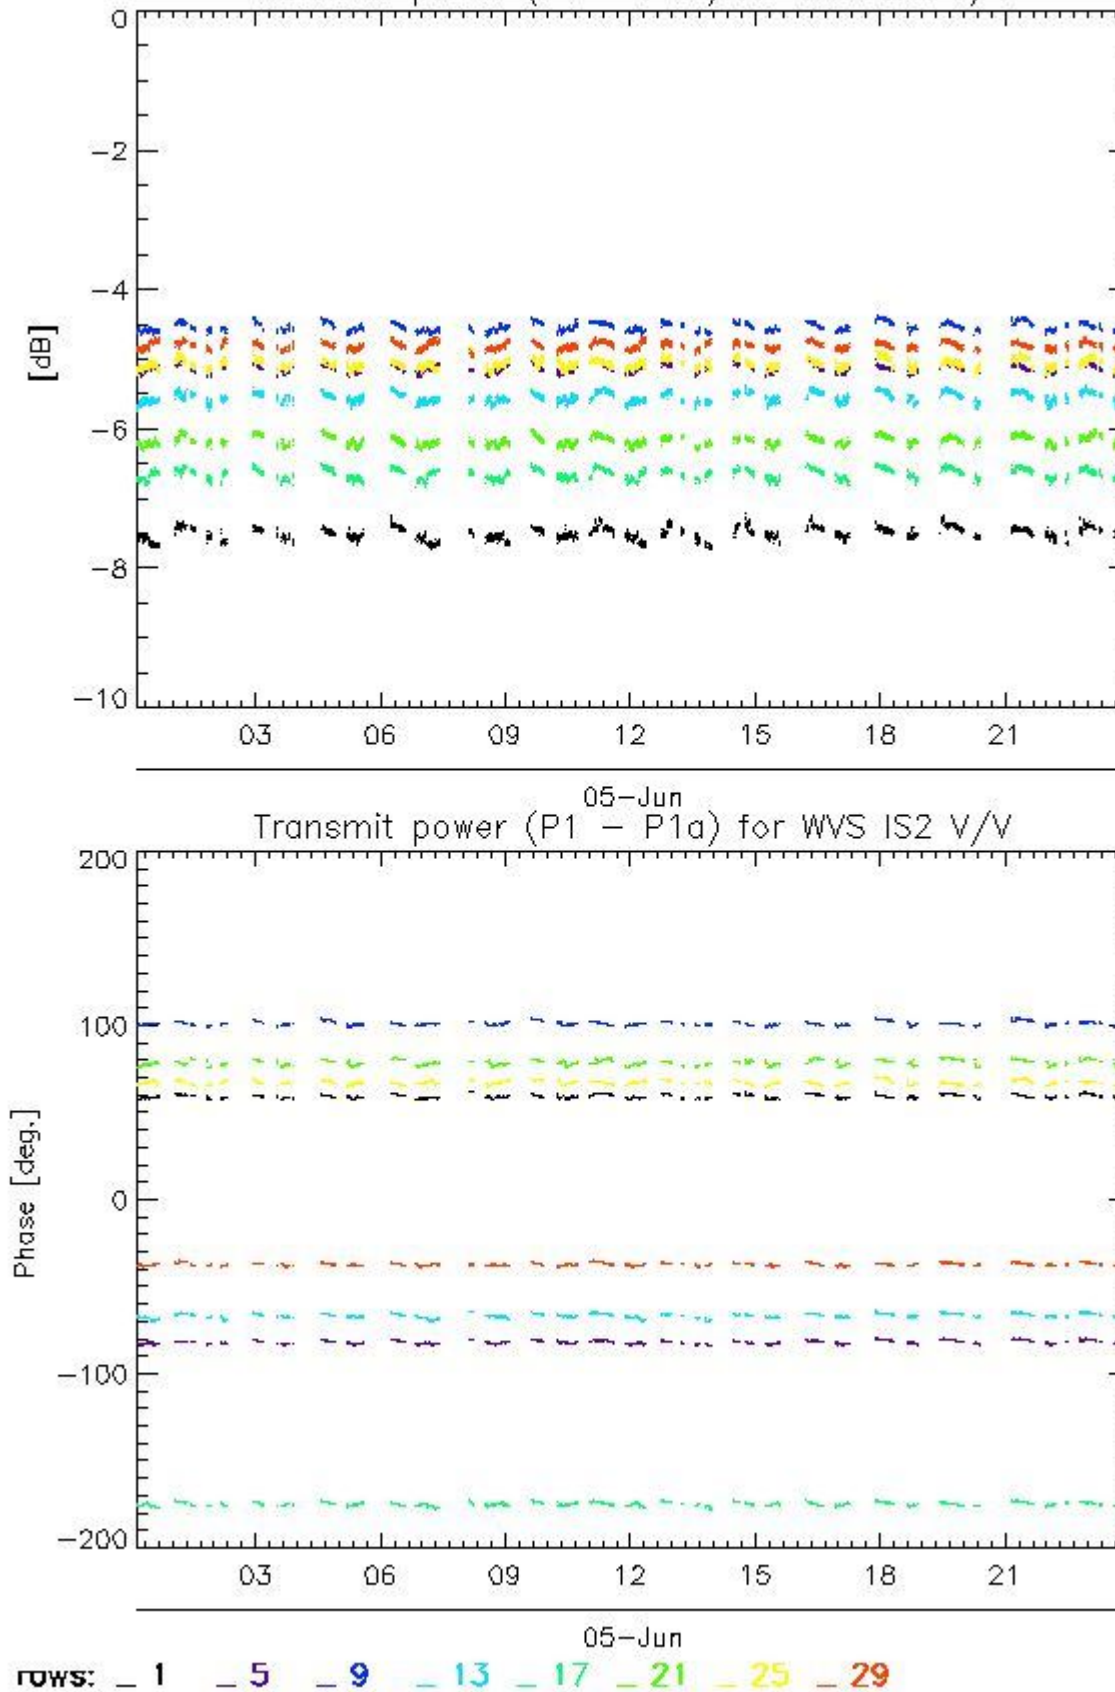 0
-2
-4
[dB]
-6
-8
-10
03 06 09 12 15 18 21
05-Jun
Transmit power (P1 - P1a) for WVS IS2 V/V
200
100
Phase [deg.]
0
-100
-200
03 06 09 12 15 18 21
05-Jun
rows: _ 1 _ 5 _ 9 _ 13 _ 17 _ 21 _ 25 _ 29